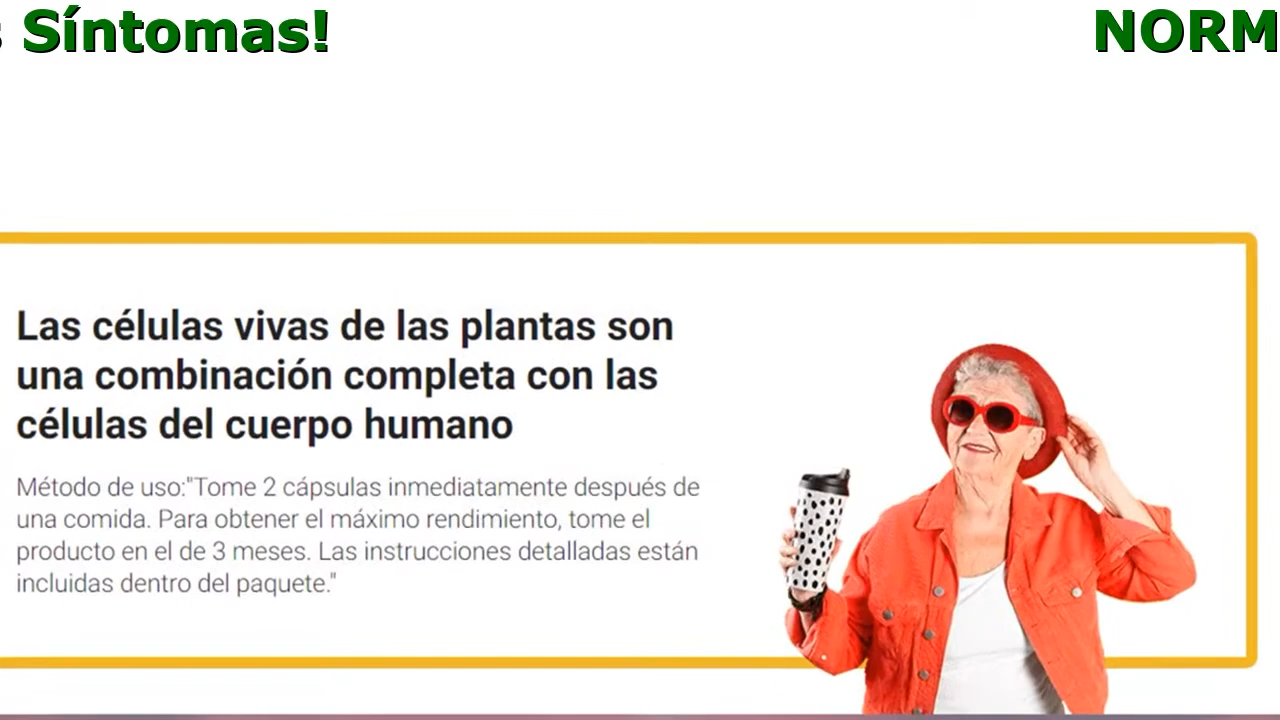 Síntomas!
NORM
Las células vivas de las plantas son
una combinación completa con las
células del cuerpo humano
Método de uso:"Tome 2 cápsulas inmediatamente después de
una comida. Para obtener el máximo rendimiento, tome el
producto en el de 3 meses. Las instrucciones detalladas están
incluidas dentro del paquete."